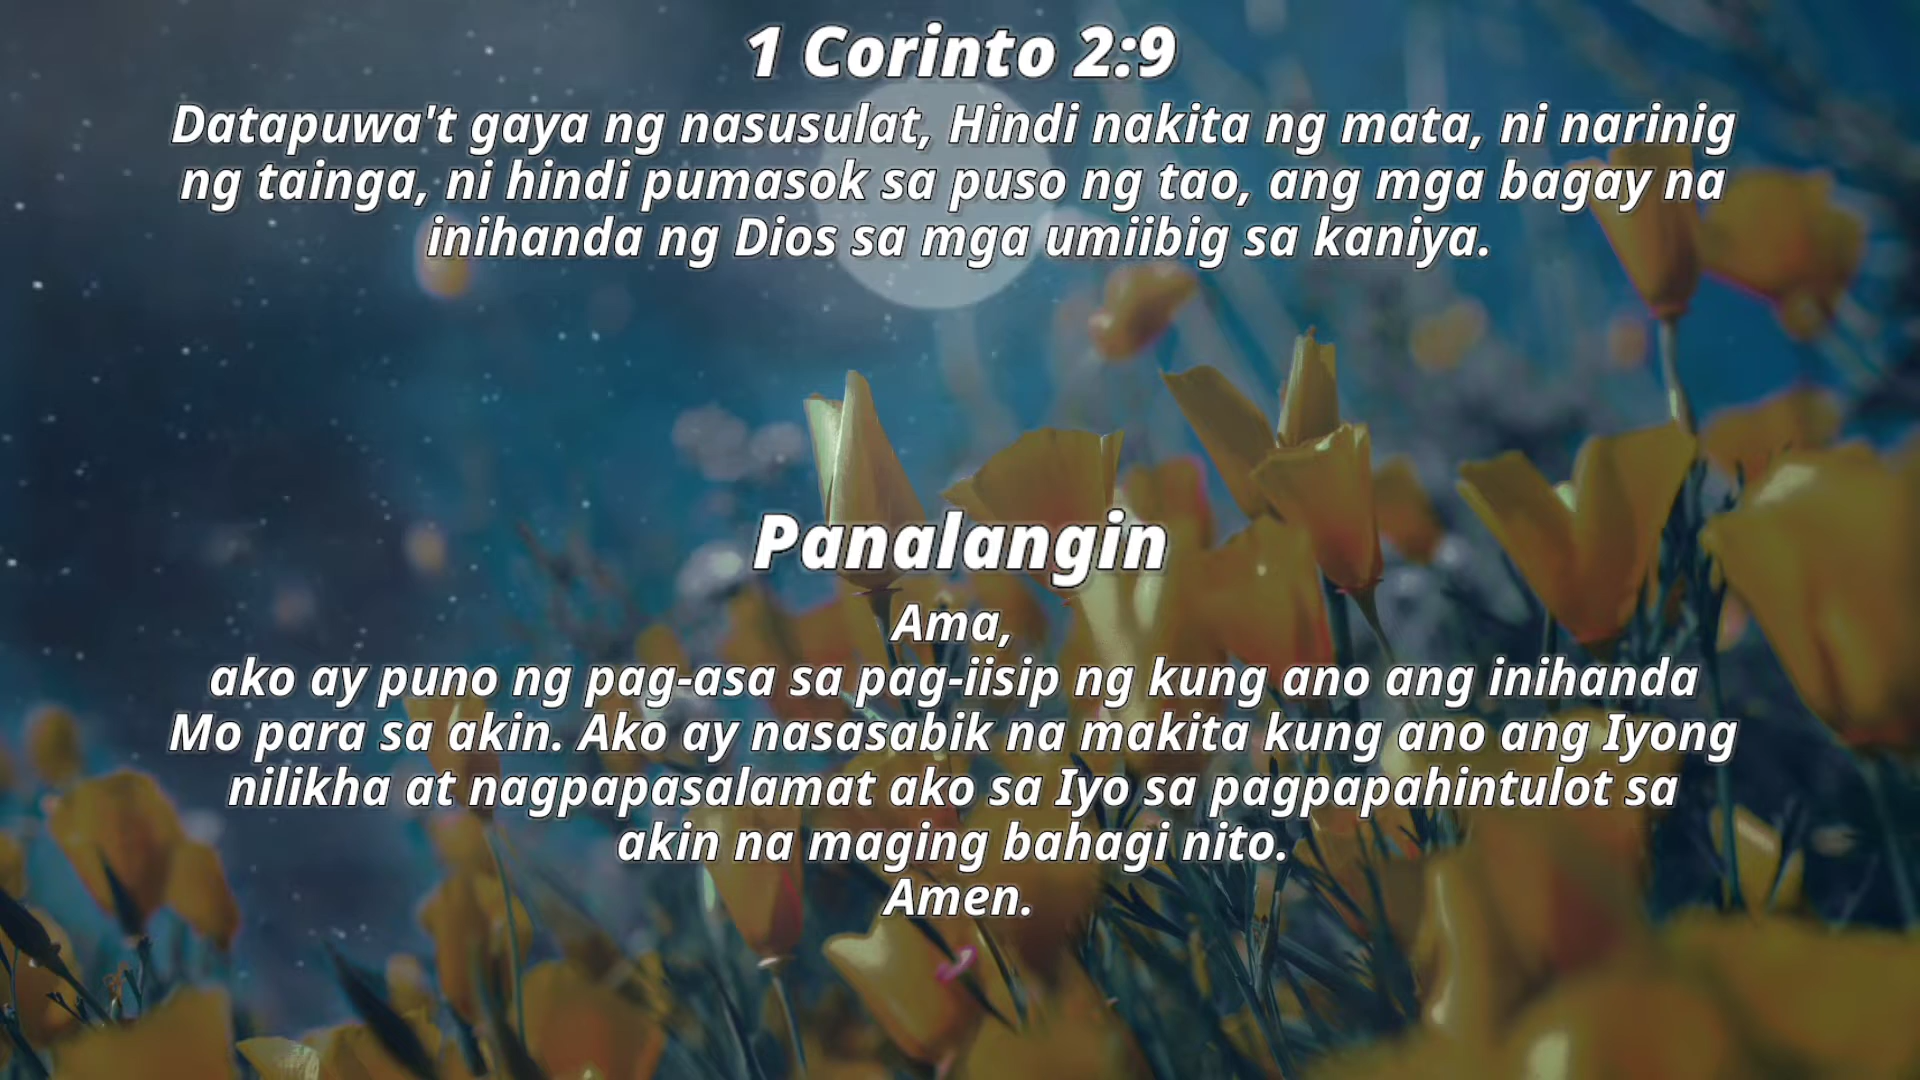 1 Corinto 2:9
Datapuwa't gaya ng nasusulat, Hindi nakita ng mata, ni narinig
ng tainga, ni hindi pumasok sa puso ng tao, ang mga bagay na
inihanda ng Dios sa mga umiibig sa kaniya.
Panalangin
Ama,
ako ay puno ng pag-asa sa pag-iisip ng kung ano ang inihanda
Mo para sa akin. Ako ay nasasabik na makita kung ano ang Iyong
nilikha at nagpapasalamat ako sa Iyo sa pagpapahintulot sa
akin na maging bahagi nito.
Amen.